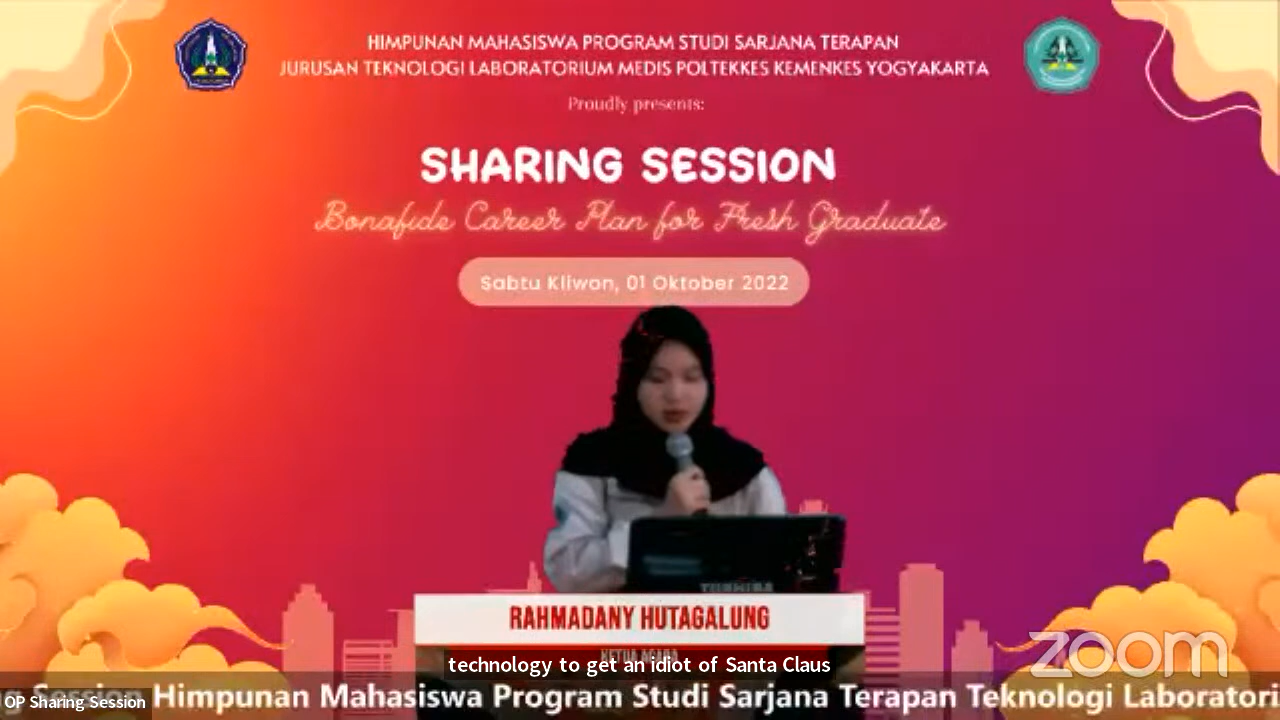 HIMPUNAN MAHASISWA PROGRAM STUDI SARJANA TERAPAN
JURUSAN TEKNOLOGI LABORATORIUM MEDIS POLTEKKES KEMENKES YOGYAKARTA
Proudly presents:
SHARING SESSION
Bonafide Career Plan for Fresh Graduate
Sabtu Kliwon, 01 Oktober 2022
TOSHIBA
RAHMADANY HUTAGALUNG
KETUA ACARA
technology to get an idiot of Santa Claus
zoom
Session Himpunan Mahasiswa Program Studi Sarjana Terapan Teknologi Laboratori
OP Sharing Session